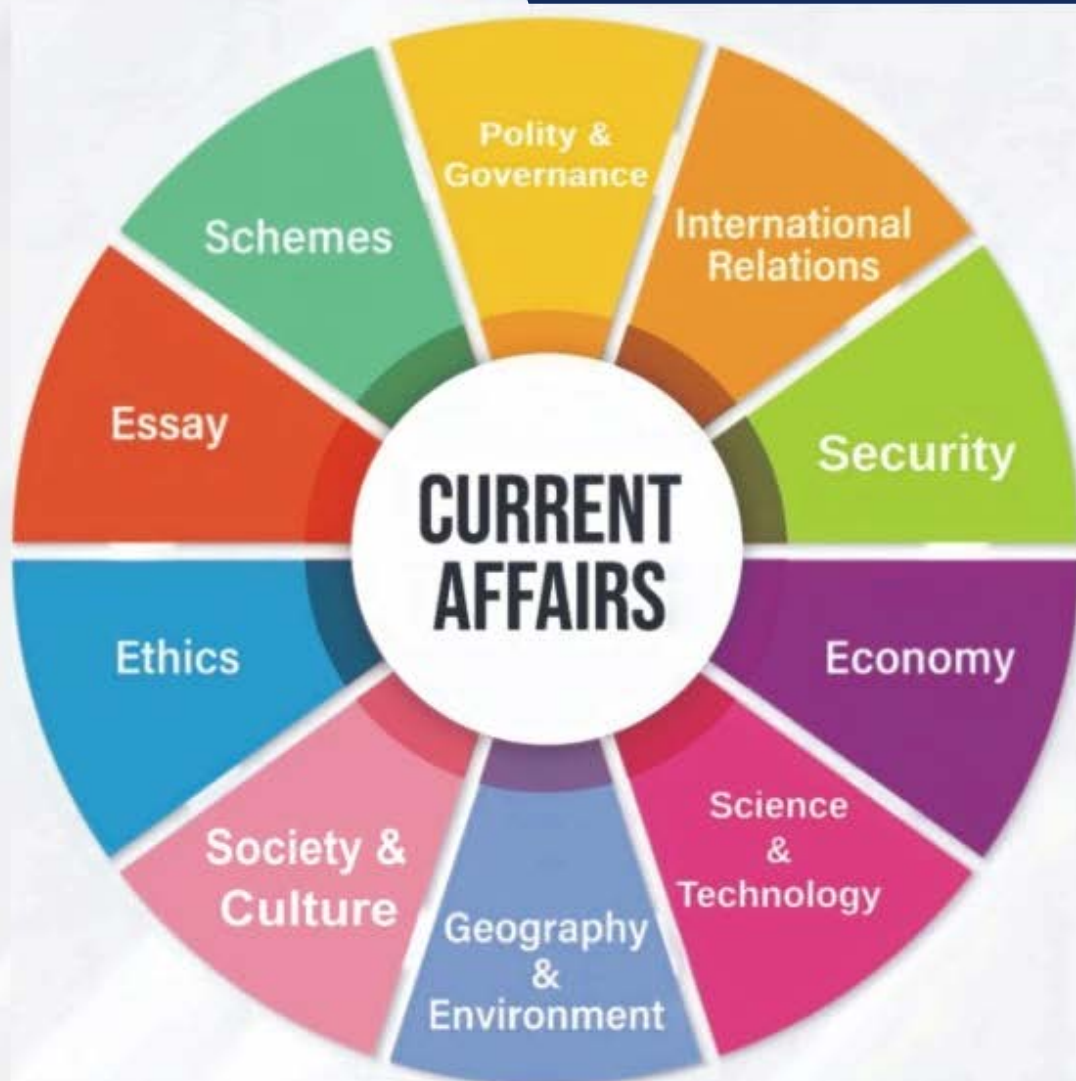 Polity &
Governance
International
Relations
Security
Economy
Science
&
Technology
Geography
&
Environment
Society &
Culture
Ethics
Essay
Schemes
CURRENT
AFFAIRS